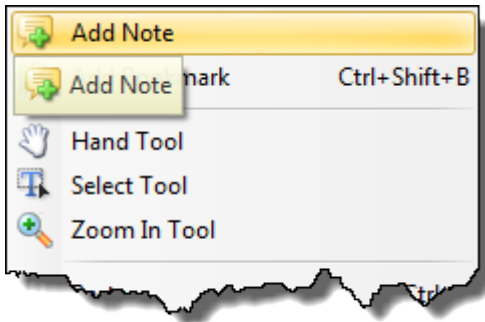 Add Note
Add Note mark Ctrl+Shift+B
Hand Tool
Select Tool
Zoom In Tool